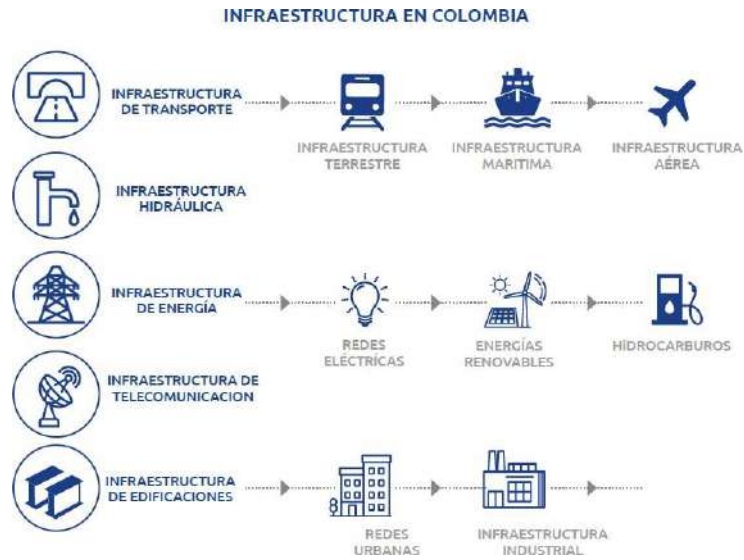 INFRAESTRUCTURA EN COLOMBIA
INFRAESTRUCTURA
DE TRANSPORTE
INFRAESTRUCTURA
TERRESTRE
INFRAESTRUCTURA
MARITIMA
INFRAESTRUCTURA
AÉREA
INFRAESTRUCTURA
HIDRÁULICA
INFRAESTRUCTURA
DE ENERGÍA
REDES
ELÉCTRICAS
ENERGÍAS
RENOVABLES
HIDROCARBUROS
INFRAESTRUCTURA DE
TELECOMUNICACION
INFRAESTRUCTURA
DE EDIFICACIONES
REDES
URBANAS
INFRAESTRUCTURA
INDUSTRIAL